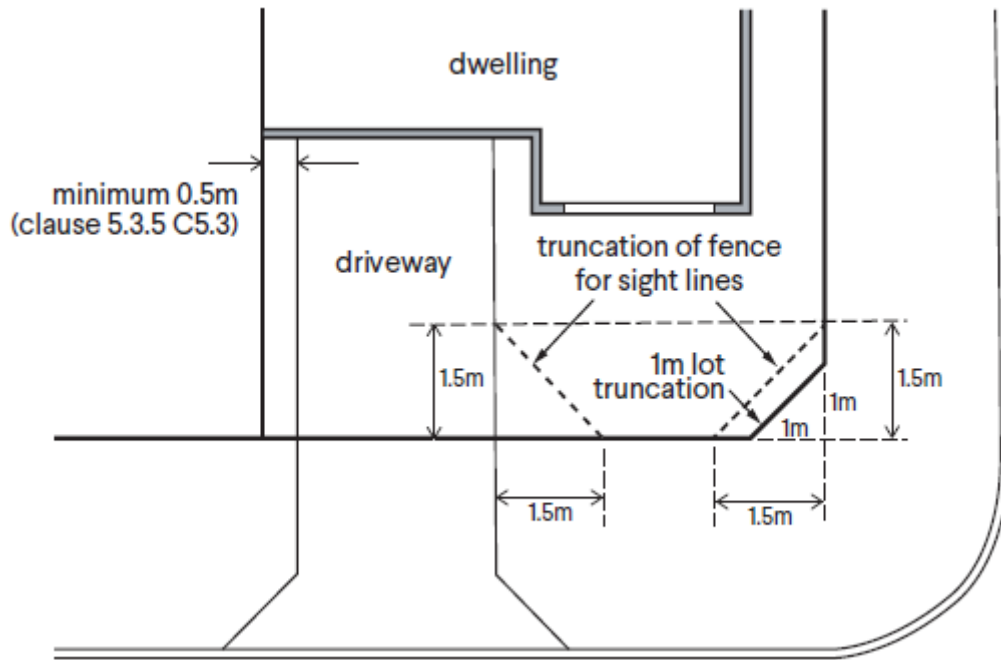 dwelling
minimum 0.5m
(clause 5.3.5 C5.3)
driveway
truncation of fence
for sight lines
1.5m
1m lot
truncation
1.5m
1m
1m
1.5m
1.5m